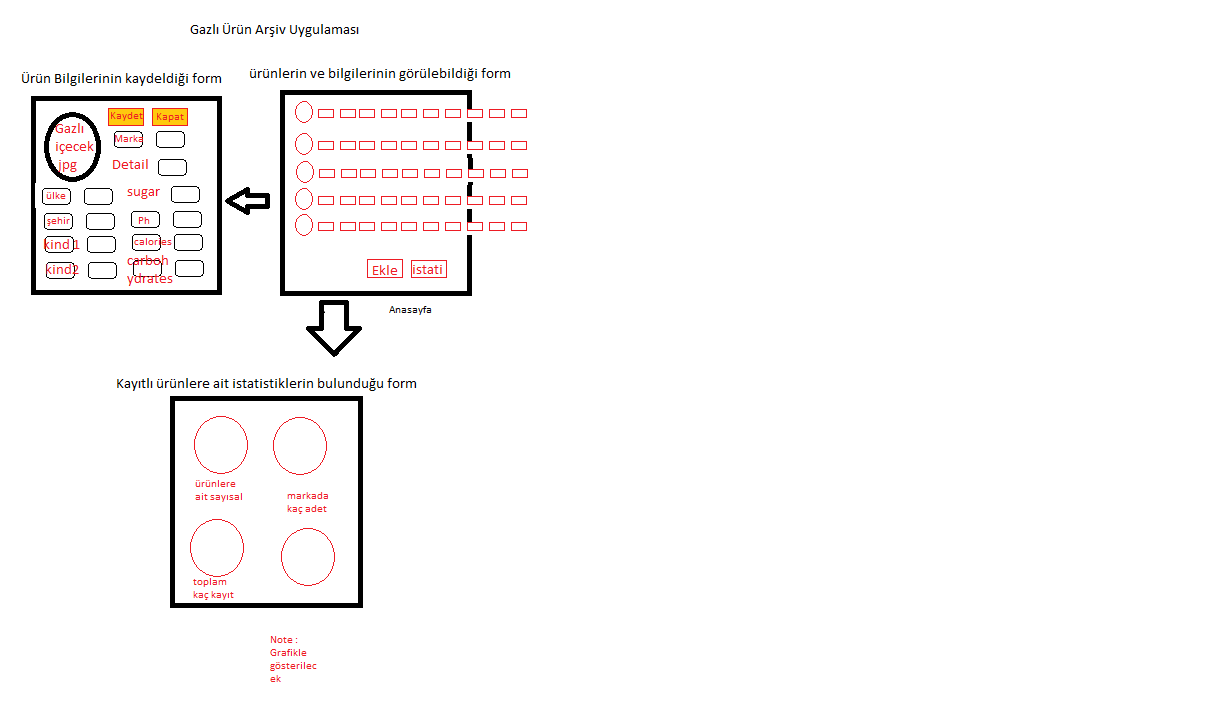 Gazlı Ürün Arşiv Uygulaması
Ürün Bilgilerinin kaydeldiği form
ürünlerin ve bilgilerinin görülebildiği form
Kaydet
Kapat
Gazlı
içecek
jpg
Marka
Detail
ülke
sugar
şehir
Ph
kind 1
calories
kind2
carboh
ydrates
Ekle
istati
Anasayfa
Kayıtlı ürünlere ait istatistiklerin bulunduğu form
ürünlere
ait sayısal
markada
kaç adet
toplam
kaç kayıt
Note :
Grafikle
gösterilec
ek